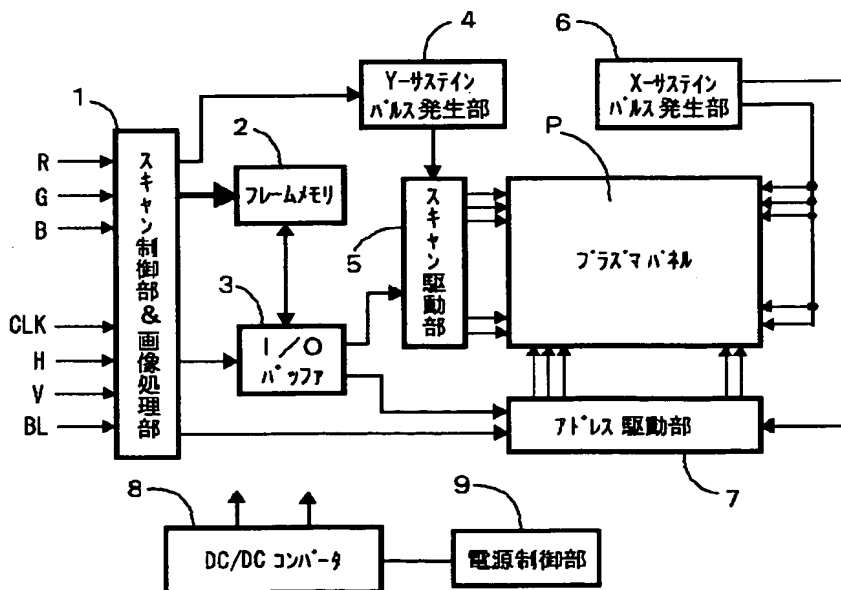 4
6
Y-サステイン
パルス発生部
X-サステイン
パルス発生部
1
2
P
R
G
B
CLK
H
V
BL
スキャン制御部&画像処理部
フレームメモリ
スキャン駆動部
5
プラズマパネル
3
I/O
バッファ
アドレス駆動部
7
8
9
DC/DC コンバータ
電源制御部